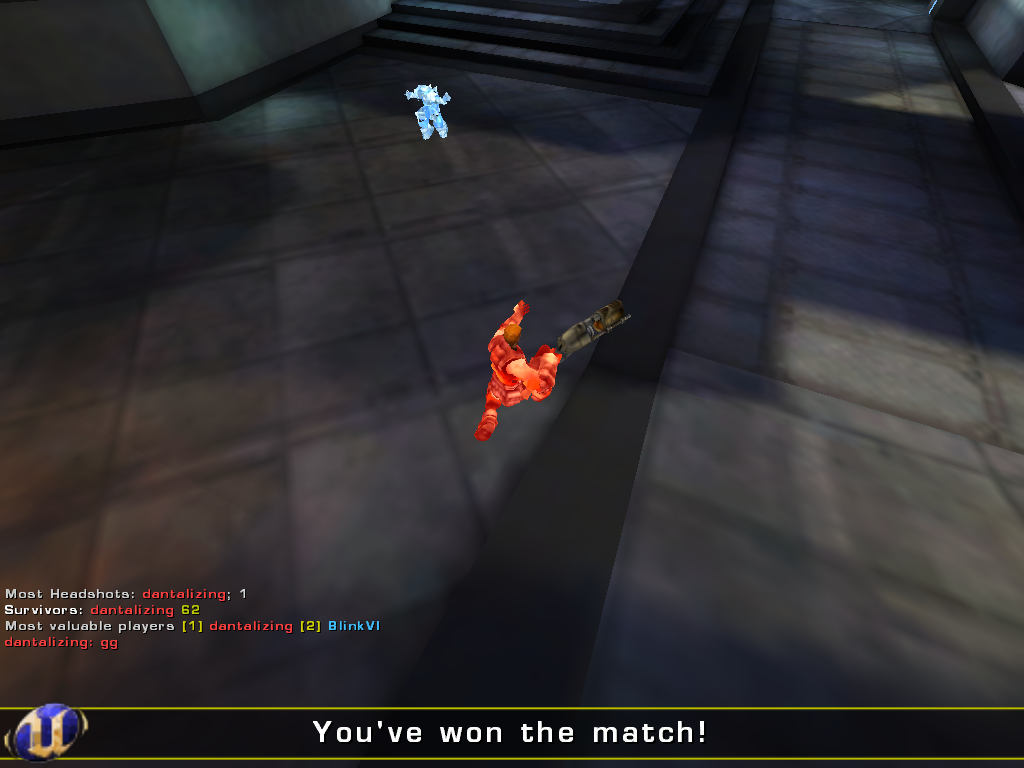 Most Headshots: dantalizing; 1
Survivors: dantalizing 62
Most valuable players [1] dantalizing [2] BlinkVI
dantalizing: gg
You've won the match!